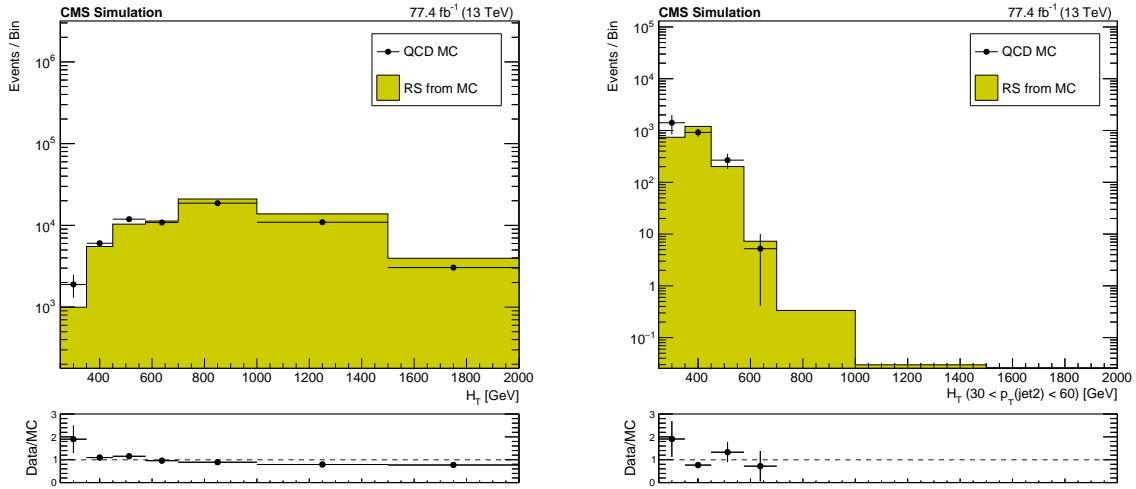 CMS Simulation 77.4 fb⁻¹ (13 TeV)
Events / Bin
10⁶
10⁵
10⁴
10³
QCD MC
RS from MC
400 600 800 1000 1200 1400 1600 1800 2000
H_T [GeV]
Data/MC
3
2
1
0
CMS Simulation 77.4 fb⁻¹ (13 TeV)
Events / Bin
10⁵
10⁴
10³
10²
10
1
10⁻¹
QCD MC
RS from MC
400 600 800 1000 1200 1400 1600 1800 2000
H_T (30 < p_T(jet2) < 60) [GeV]
Data/MC
3
2
1
0